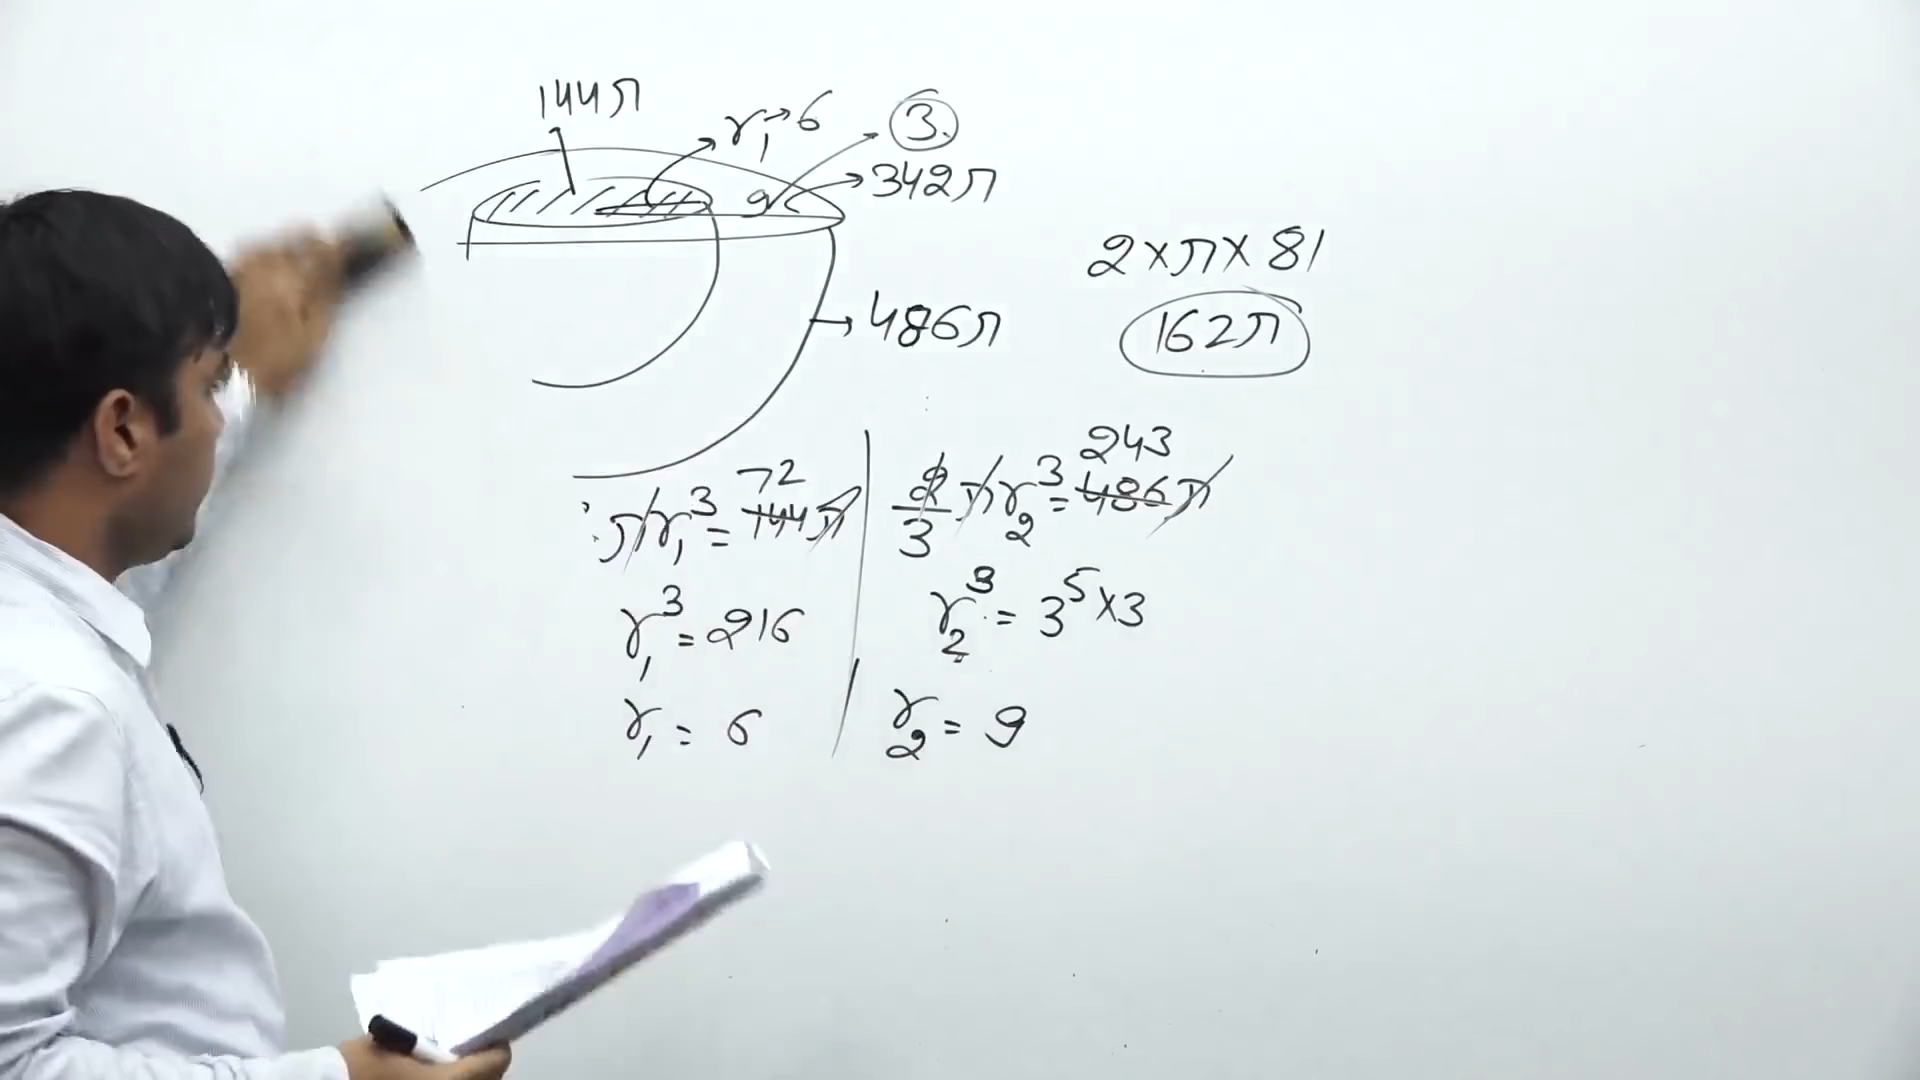 144π
r₁→6
3.
342π
9
2×π×81
162π
486π
72
πr₁³=144π
r₁³=216
r₁=6
243
2/3 πr₂³=486π
r₂³=3⁵×3
r₂=9